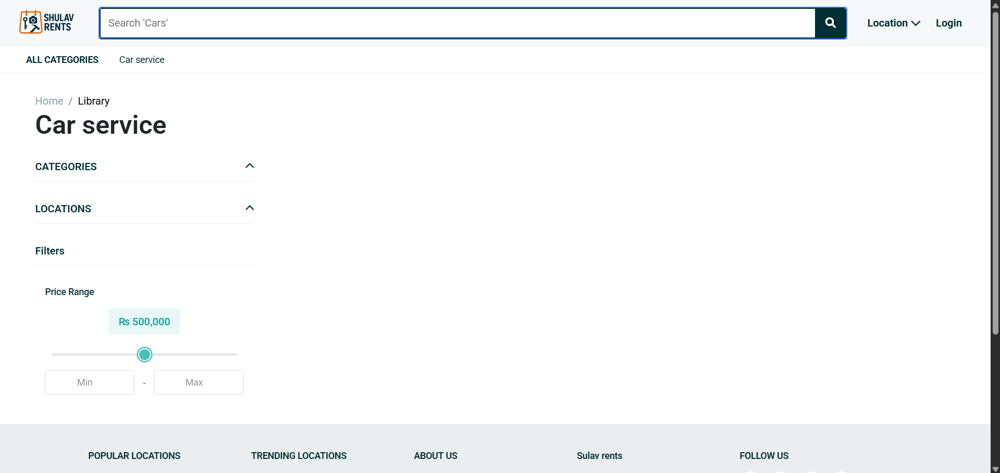 SHULAV
RENTS
Search 'Cars'
Location
Login
ALL CATEGORIES
Car service
Home / Library
Car service
CATEGORIES
LOCATIONS
Filters
Price Range
₨ 500,000
Min - Max
POPULAR LOCATIONS
TRENDING LOCATIONS
ABOUT US
Sulav rents
FOLLOW US